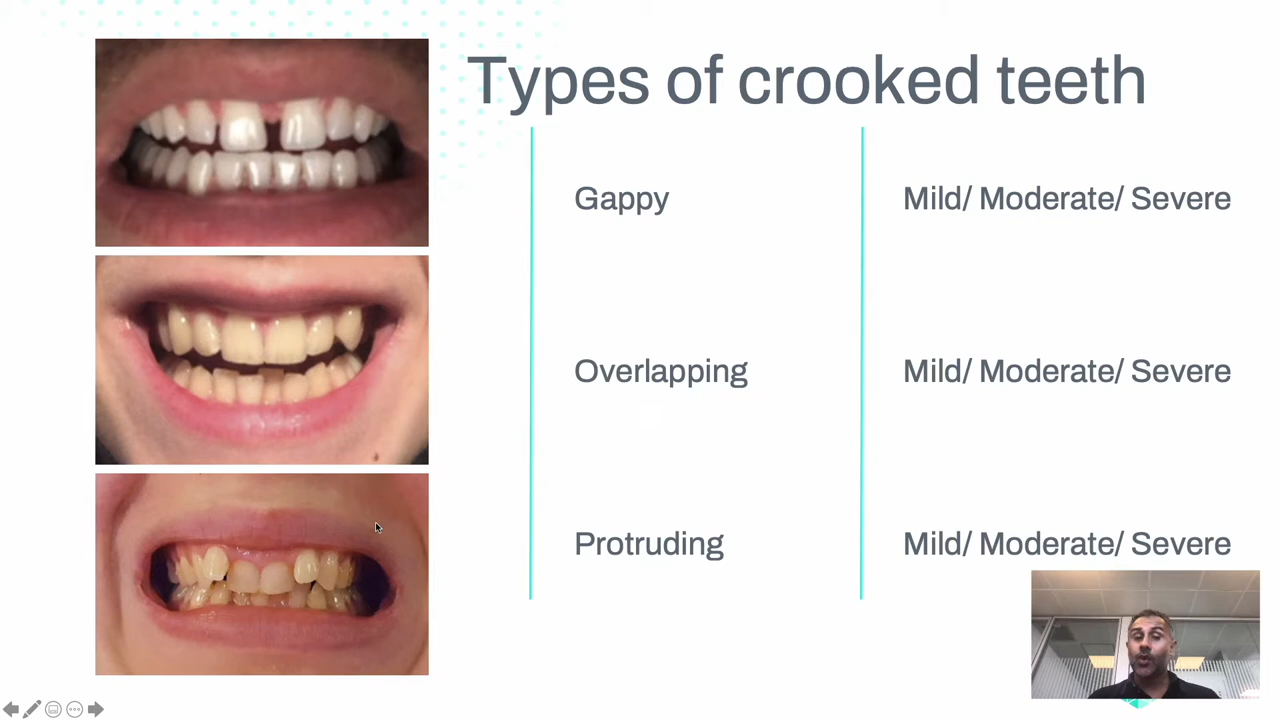 Types of crooked teeth
Gappy
Mild/ Moderate/ Severe
Overlapping
Mild/ Moderate/ Severe
Protruding
Mild/ Moderate/ Severe